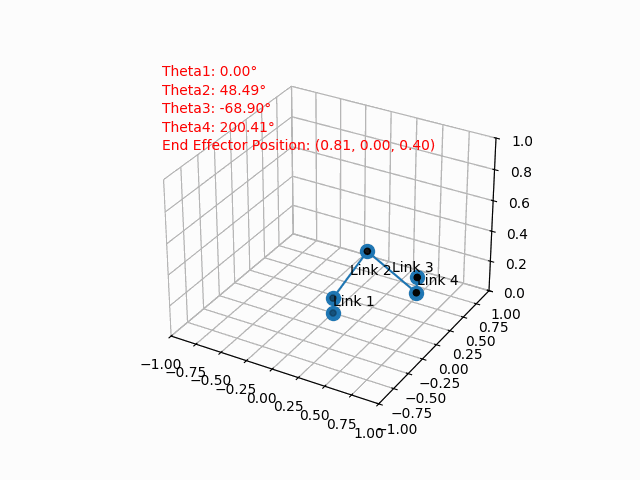 Theta1: 0.00°
Theta2: 48.49°
Theta3: -68.90°
Theta4: 200.41°
End Effector Position: (0.81, 0.00, 0.40)
1.0
0.8
0.6
0.4
0.2
0.0
Link 2
Link 3
Link 4
Link 1
−1.00
−0.75
−0.50
−0.25
0.00
0.25
0.50
0.75
1.00
1.00
0.75
0.50
0.25
0.00
−0.25
−0.50
−0.75
−1.00